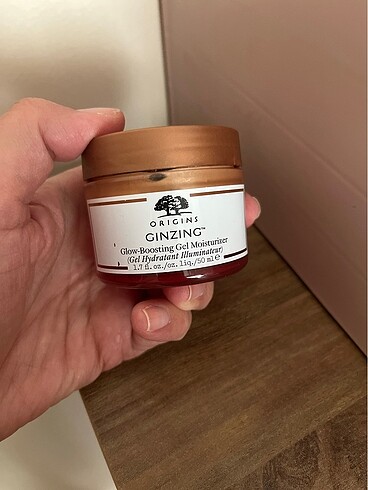 ORIGINS
GINZING™
Glow-Boosting Gel Moisturizer
(Gel Hydratant Illuminateur)
1.7 fl. oz./oz. liq./50 ml ℮